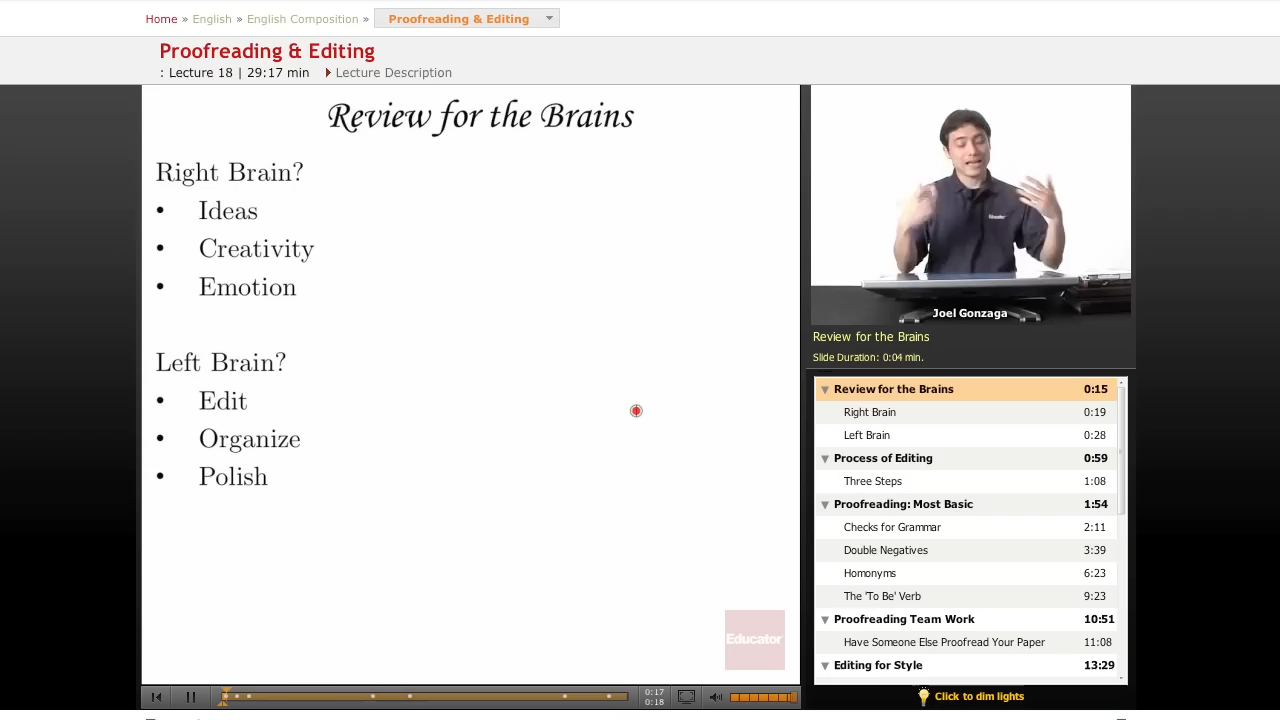 Home » English » English Composition » Proofreading & Editing
Proofreading & Editing
: Lecture 18 | 29:17 min Lecture Description
Review for the Brains
Right Brain?
• Ideas
• Creativity
• Emotion
Left Brain?
• Edit
• Organize
• Polish
Educator
0:17
0:18
Joel Gonzaga
Review for the Brains
Slide Duration: 0:04 min.
Review for the Brains 0:15
Right Brain 0:19
Left Brain 0:28
Process of Editing 0:59
Three Steps 1:08
Proofreading: Most Basic 1:54
Checks for Grammar 2:11
Double Negatives 3:39
Homonyms 6:23
The 'To Be' Verb 9:23
Proofreading Team Work 10:51
Have Someone Else Proofread Your Paper 11:08
Editing for Style 13:29
Click to dim lights